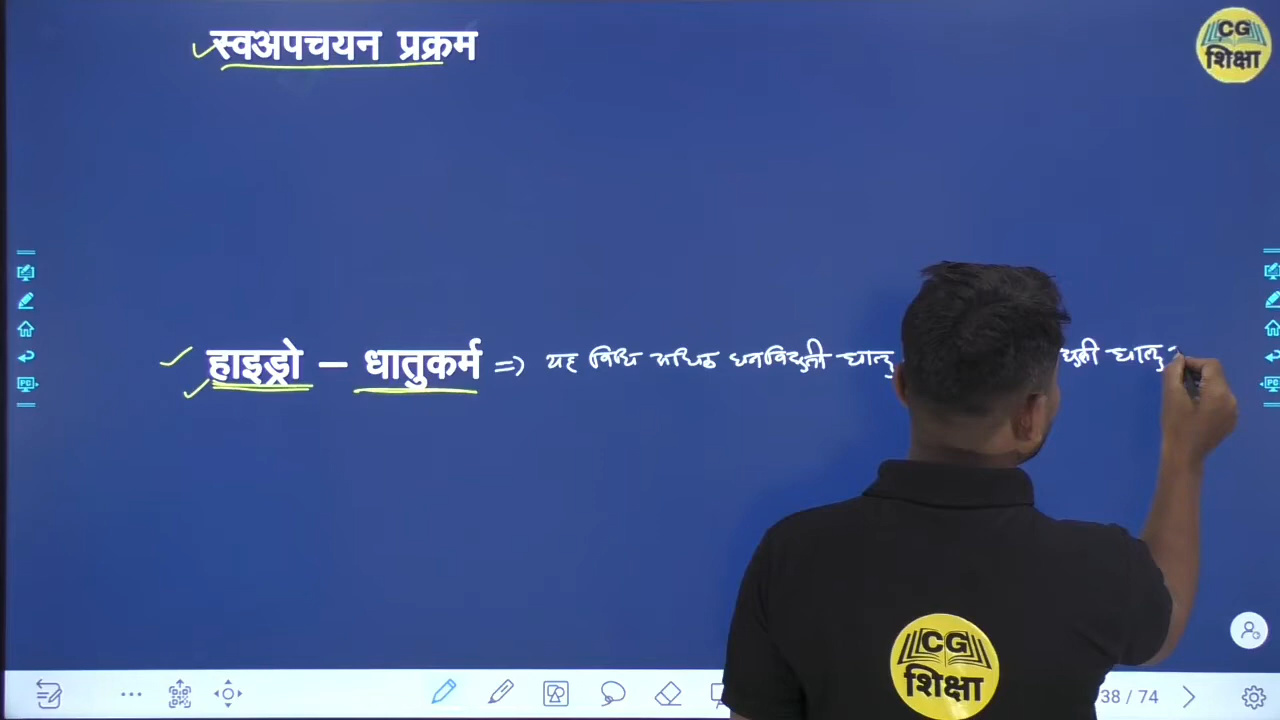 स्वअपचयन प्रक्रम
CG
शिक्षा
हाइड्रो – धातुकर्म => यह विधि अधिक धनविद्युती धातु द्युती धातु
CG
शिक्षा
38 / 74